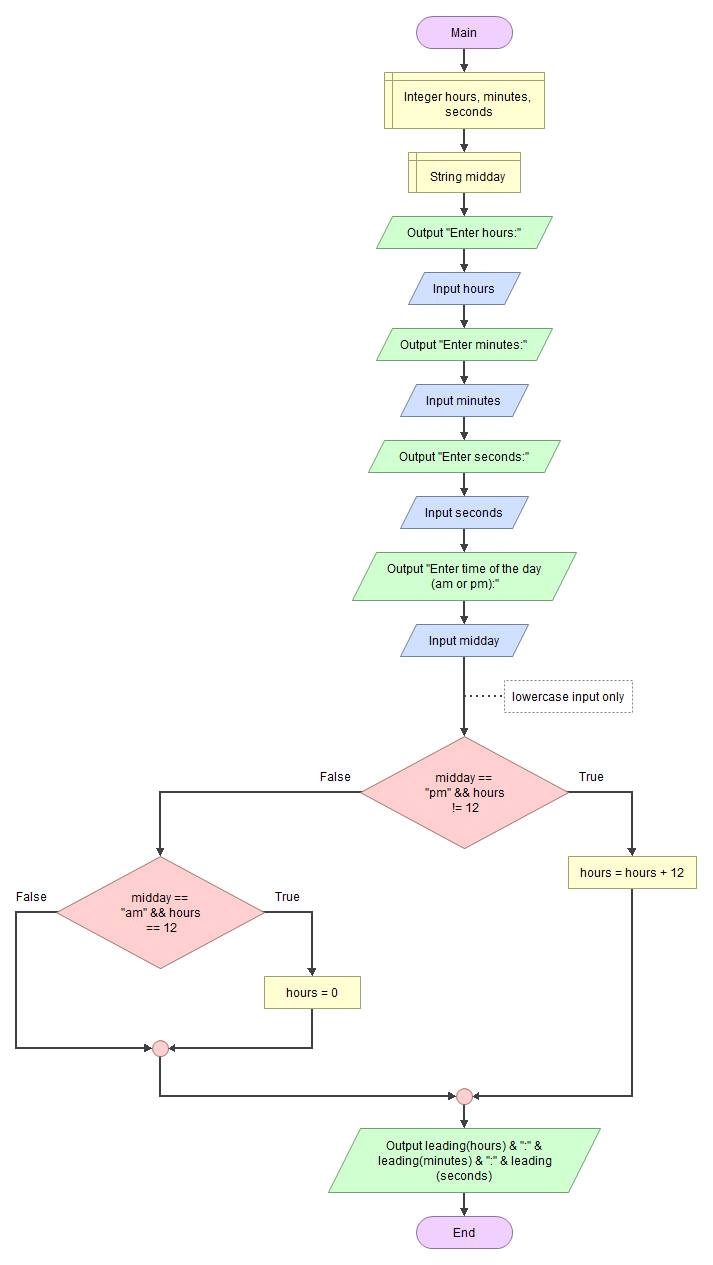 Main
Integer hours, minutes,
seconds
String midday
Output "Enter hours:"
Input hours
Output "Enter minutes:"
Input minutes
Output "Enter seconds:"
Input seconds
Output "Enter time of the day
(am or pm):"
Input midday
lowercase input only
False
midday ==
"pm" && hours
!= 12
True
hours = hours + 12
False
midday ==
"am" && hours
== 12
True
hours = 0
Output leading(hours) & ":" &
leading(minutes) & ":" & leading
(seconds)
End